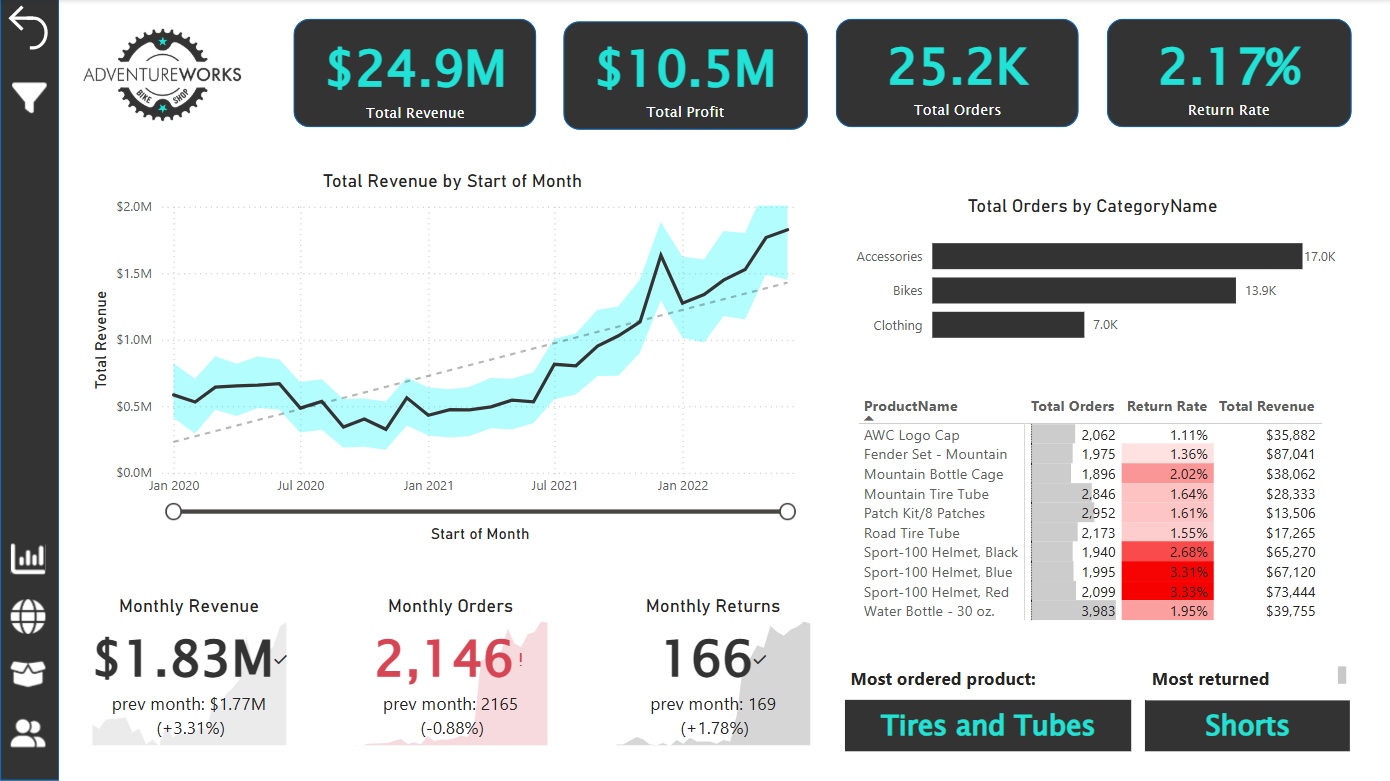 ADVENTUREWORKS
BIKE SHOP
$24.9M
Total Revenue
$10.5M
Total Profit
25.2K
Total Orders
2.17%
Return Rate
Total Revenue by Start of Month
Total Revenue
$2.0M
$1.5M
$1.0M
$0.5M
$0.0M
Jan 2020 Jul 2020 Jan 2021 Jul 2021 Jan 2022
Start of Month
Total Orders by CategoryName
Accessories 17.0K
Bikes 13.9K
Clothing 7.0K
ProductName Total Orders Return Rate Total Revenue
AWC Logo Cap 2,062 1.11% $35,882
Fender Set - Mountain 1,975 1.36% $87,041
Mountain Bottle Cage 1,896 2.02% $38,062
Mountain Tire Tube 2,846 1.64% $28,333
Patch Kit/8 Patches 2,952 1.61% $13,506
Road Tire Tube 2,173 1.55% $17,265
Sport-100 Helmet, Black 1,940 2.68% $65,270
Sport-100 Helmet, Blue 1,995 3.31% $67,120
Sport-100 Helmet, Red 2,099 3.33% $73,444
Water Bottle - 30 oz. 3,983 1.95% $39,755
Monthly Revenue
$1.83M
prev month: $1.77M
(+3.31%)
Monthly Orders
2,146!
prev month: 2165
(-0.88%)
Monthly Returns
166
prev month: 169
(+1.78%)
Most ordered product:
Tires and Tubes
Most returned
Shorts